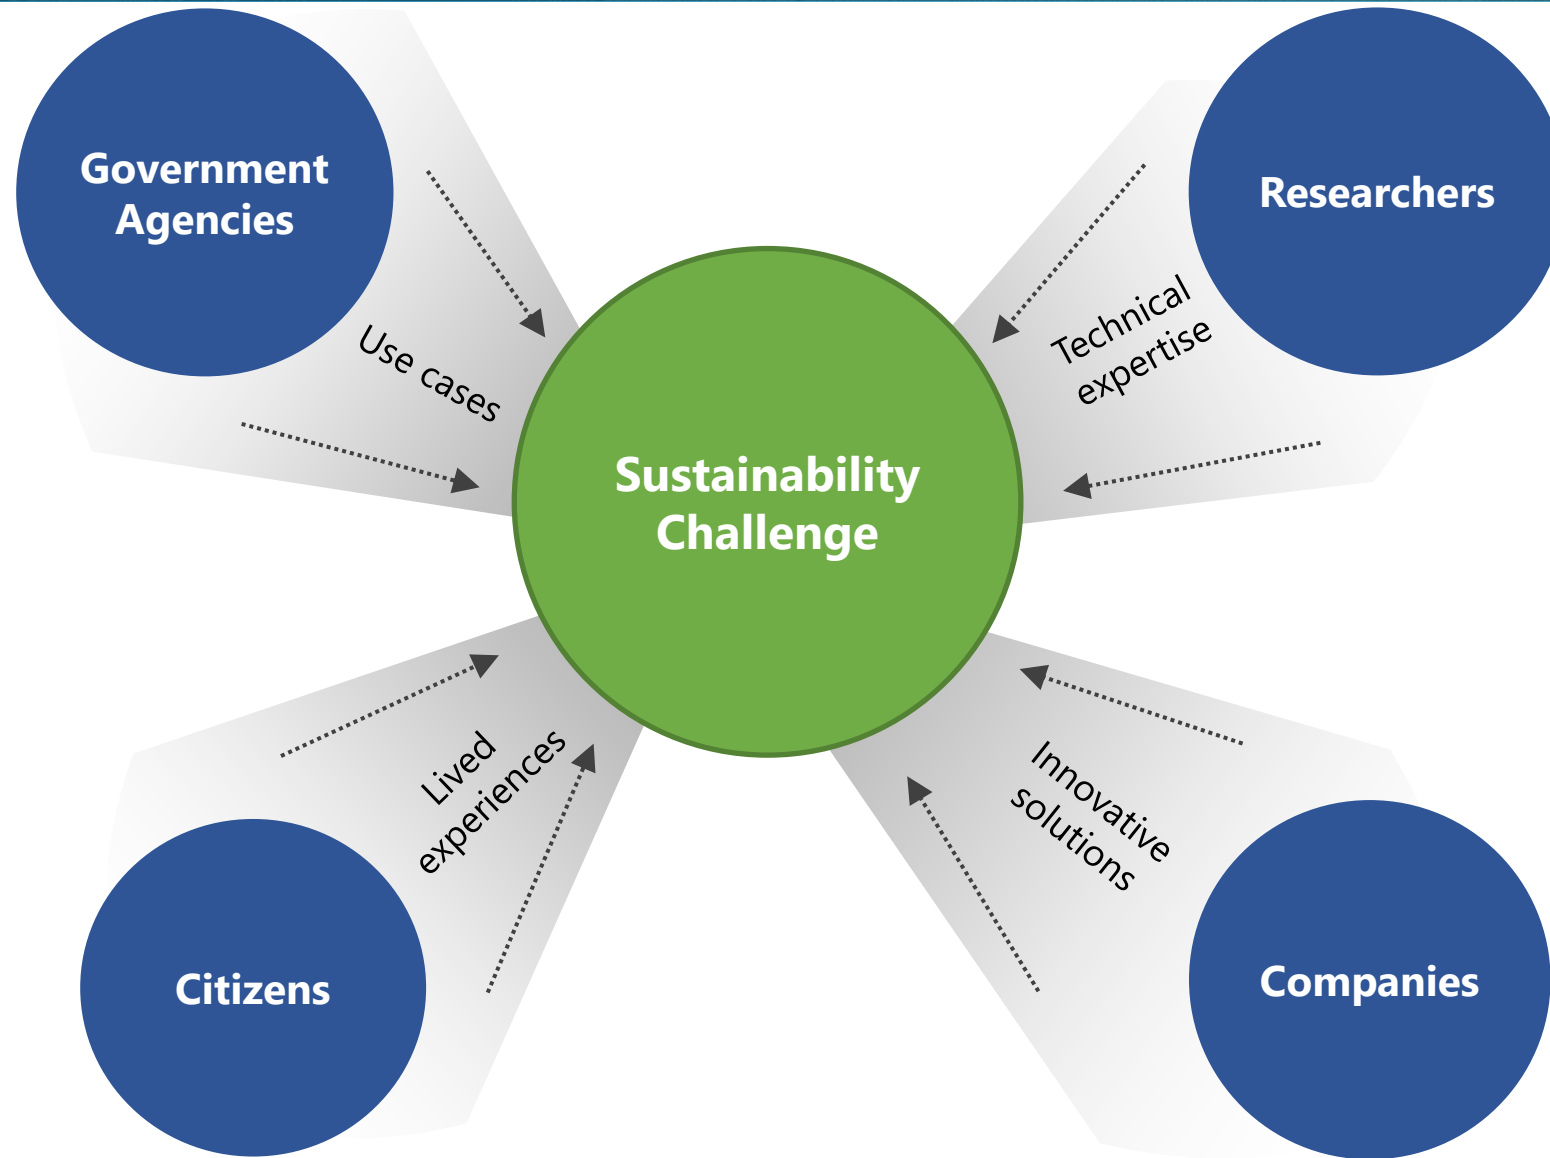 Government
Agencies
Researchers
Use cases
Technical
expertise
Sustainability
Challenge
Lived
experiences
Innovative
solutions
Citizens
Companies